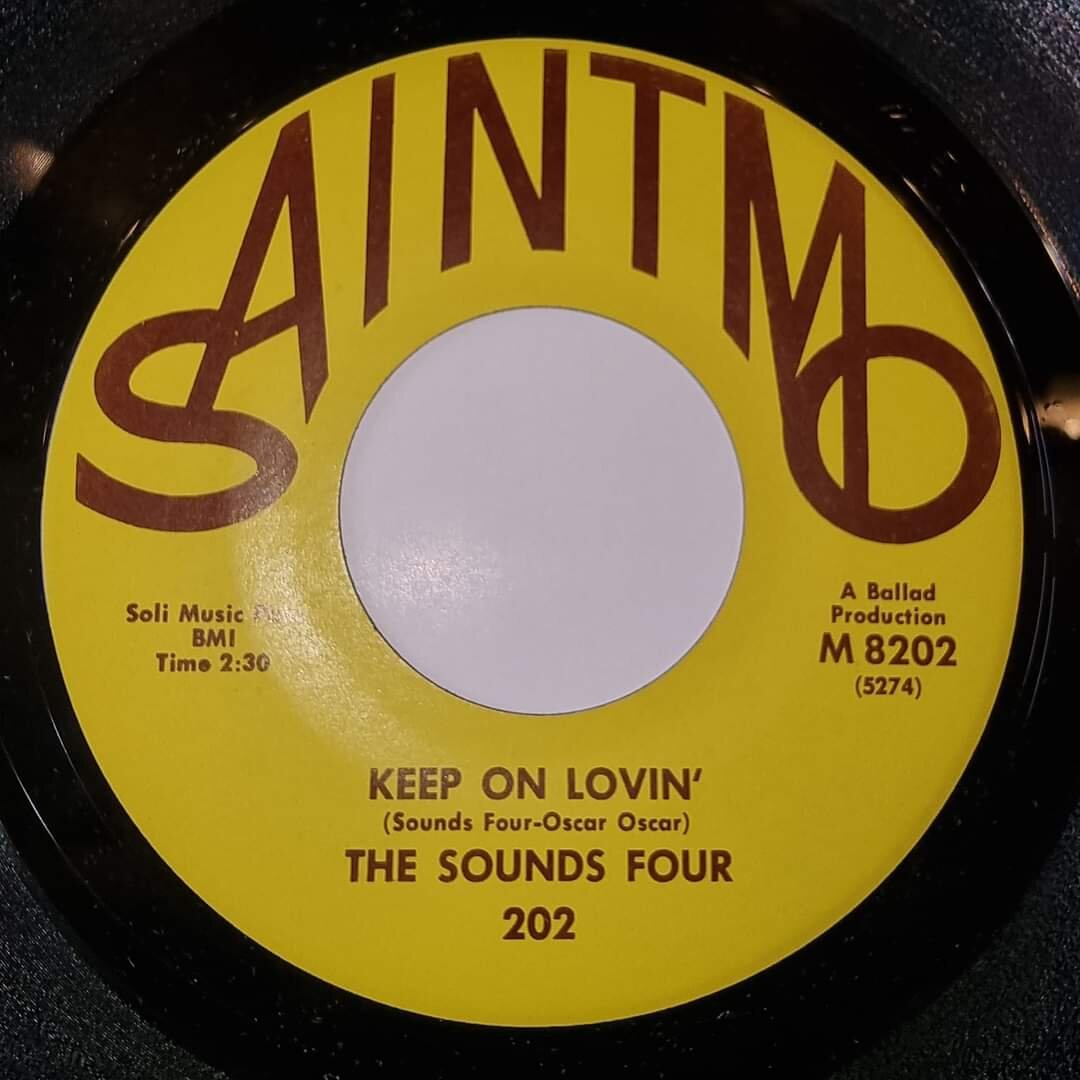 SAINTMO
Soli Music
BMI
Time 2:30
A Ballad
Production
M 8202
(5274)
KEEP ON LOVIN'
(Sounds Four-Oscar Oscar)
THE SOUNDS FOUR
202